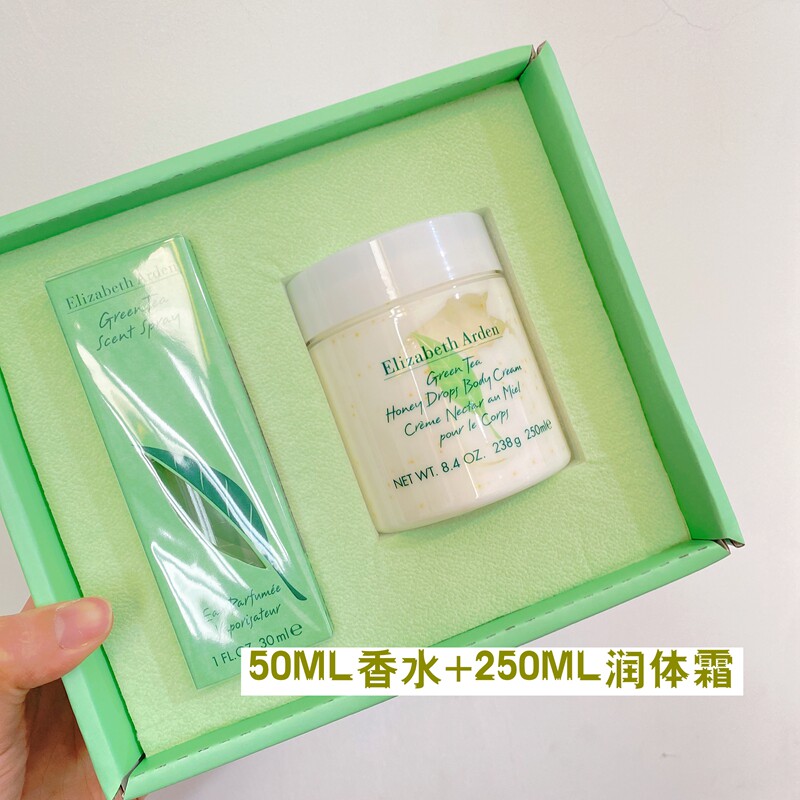 Elizabeth Arden
Green Tea
Scent Spray
Eau Parfumée
Vaporisateur
1 FL.OZ. 30 ml e
Elizabeth Arden
Green Tea
Honey Drops Body Cream
Crème Nectar au Miel
pour le Corps
NET WT. 8.4 OZ. 238g 250ml e
50ML香水+250ML润体霜